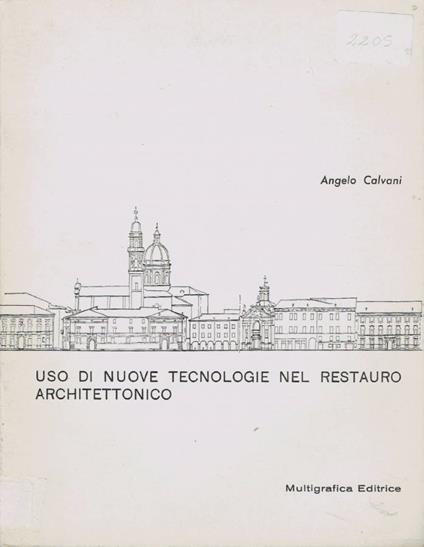 2205
Angelo Calvani
USO DI NUOVE TECNOLOGIE NEL RESTAURO
ARCHITETTONICO
Multigrafica Editrice